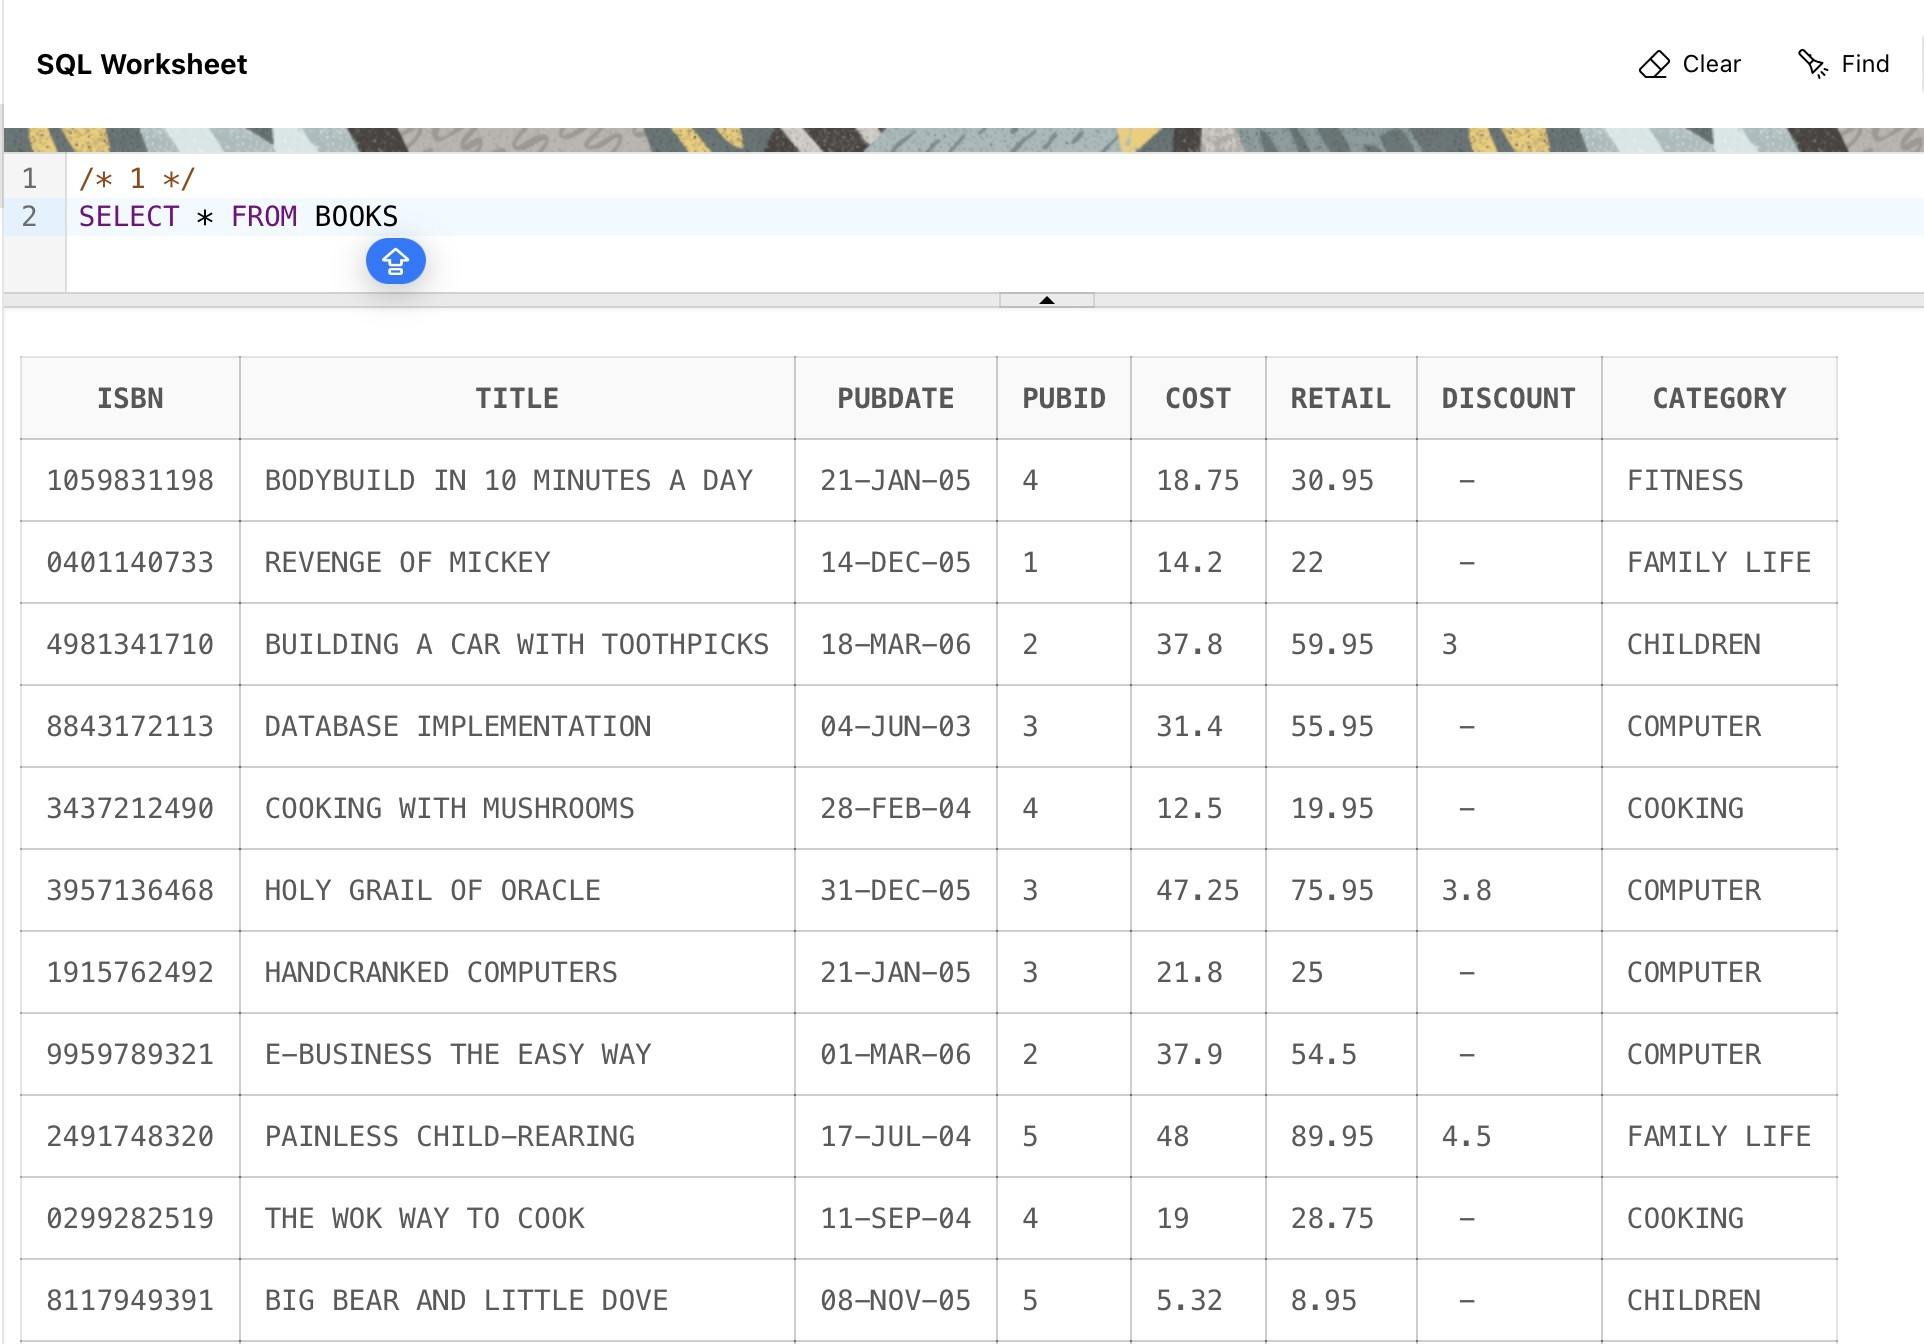 SQL Worksheet Clear Find
1 /* 1 */
2 SELECT * FROM BOOKS
ISBN TITLE PUBDATE PUBID COST RETAIL DISCOUNT CATEGORY
1059831198 BODYBUILD IN 10 MINUTES A DAY 21-JAN-05 4 18.75 30.95 - FITNESS
0401140733 REVENGE OF MICKEY 14-DEC-05 1 14.2 22 - FAMILY LIFE
4981341710 BUILDING A CAR WITH TOOTHPICKS 18-MAR-06 2 37.8 59.95 3 CHILDREN
8843172113 DATABASE IMPLEMENTATION 04-JUN-03 3 31.4 55.95 - COMPUTER
3437212490 COOKING WITH MUSHROOMS 28-FEB-04 4 12.5 19.95 - COOKING
3957136468 HOLY GRAIL OF ORACLE 31-DEC-05 3 47.25 75.95 3.8 COMPUTER
1915762492 HANDCRANKED COMPUTERS 21-JAN-05 3 21.8 25 - COMPUTER
9959789321 E-BUSINESS THE EASY WAY 01-MAR-06 2 37.9 54.5 - COMPUTER
2491748320 PAINLESS CHILD-REARING 17-JUL-04 5 48 89.95 4.5 FAMILY LIFE
0299282519 THE WOK WAY TO COOK 11-SEP-04 4 19 28.75 - COOKING
8117949391 BIG BEAR AND LITTLE DOVE 08-NOV-05 5 5.32 8.95 - CHILDREN